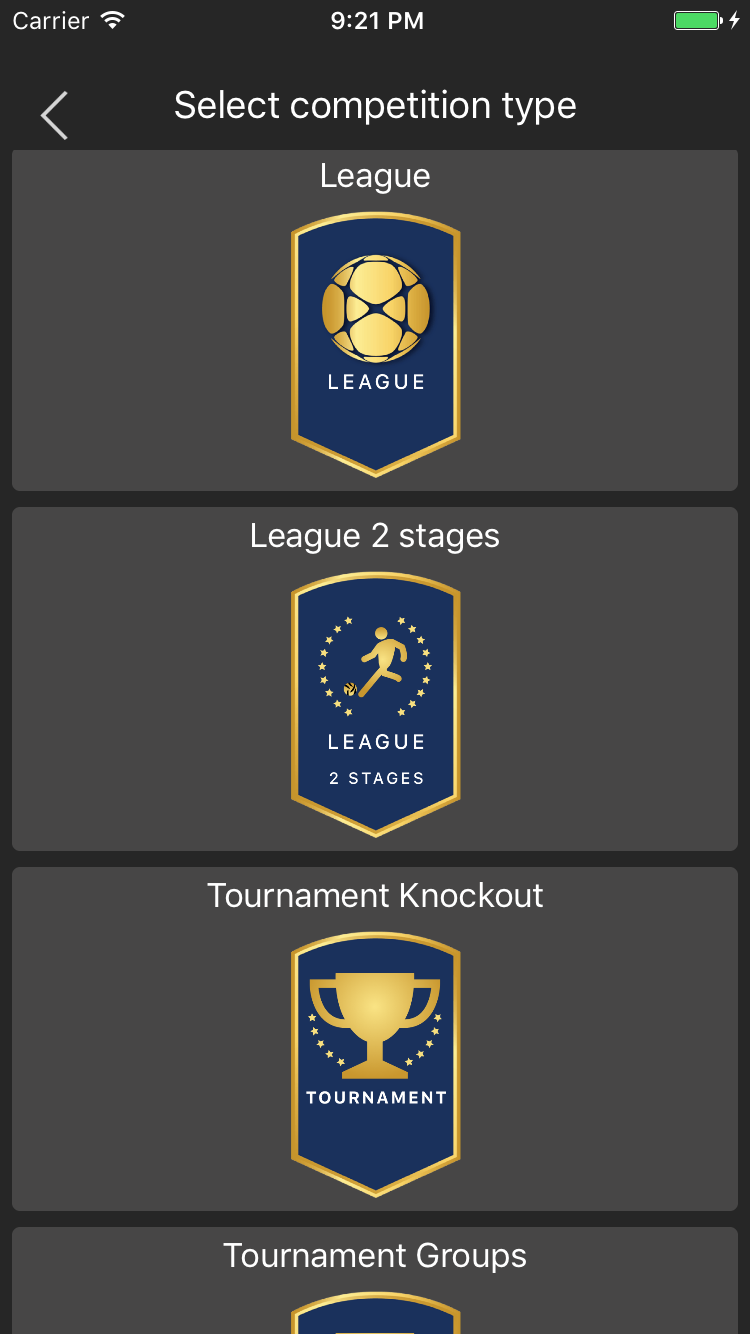 Carrier 9:21 PM
Select competition type
League
LEAGUE
League 2 stages
LEAGUE
2 STAGES
Tournament Knockout
TOURNAMENT
Tournament Groups